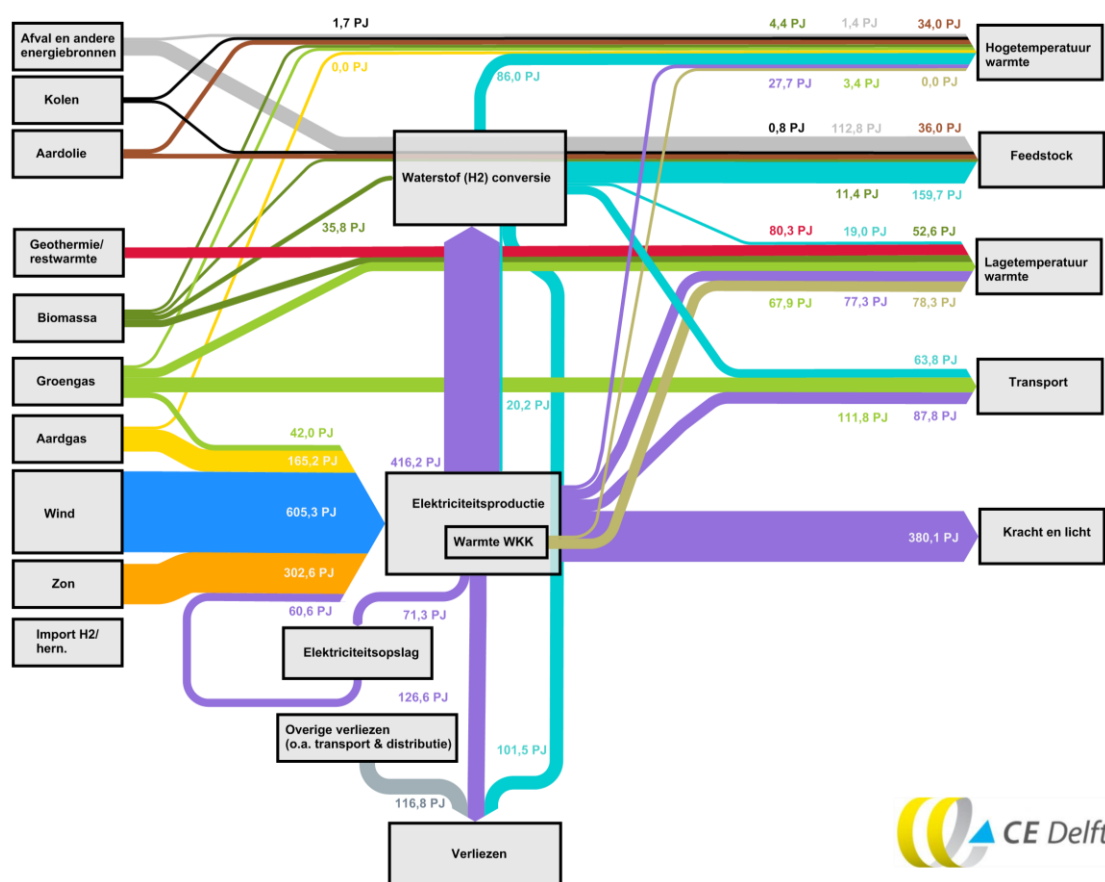 1,7 PJ
4,4 PJ
1,4 PJ
34,0 PJ
Afval en andere
energiebronnen
Hogetemperatuur
warmte
0,0 PJ
86,0 PJ
27,7 PJ
3,4 PJ
0,0 PJ
Kolen
0,8 PJ
112,8 PJ
36,0 PJ
Aardolie
Waterstof (H2) conversie
Feedstock
11,4 PJ
159,7 PJ
35,8 PJ
80,3 PJ
19,0 PJ
52,6 PJ
Geothermie/
restwarmte
Lagetemperatuur
warmte
Biomassa
67,9 PJ
77,3 PJ
78,3 PJ
63,8 PJ
Groengas
Transport
20,2 PJ
111,8 PJ
87,8 PJ
42,0 PJ
Aardgas
165,2 PJ
416,2 PJ
Elektriciteitsproductie
Wind
605,3 PJ
Warmte WKK
380,1 PJ
Kracht en licht
Zon
302,6 PJ
60,6 PJ
71,3 PJ
Import H2/
hern.
Elektriciteitsopslag
126,6 PJ
Overige verliezen
(o.a. transport & distributie)
101,5 PJ
116,8 PJ
CE Delft
Verliezen